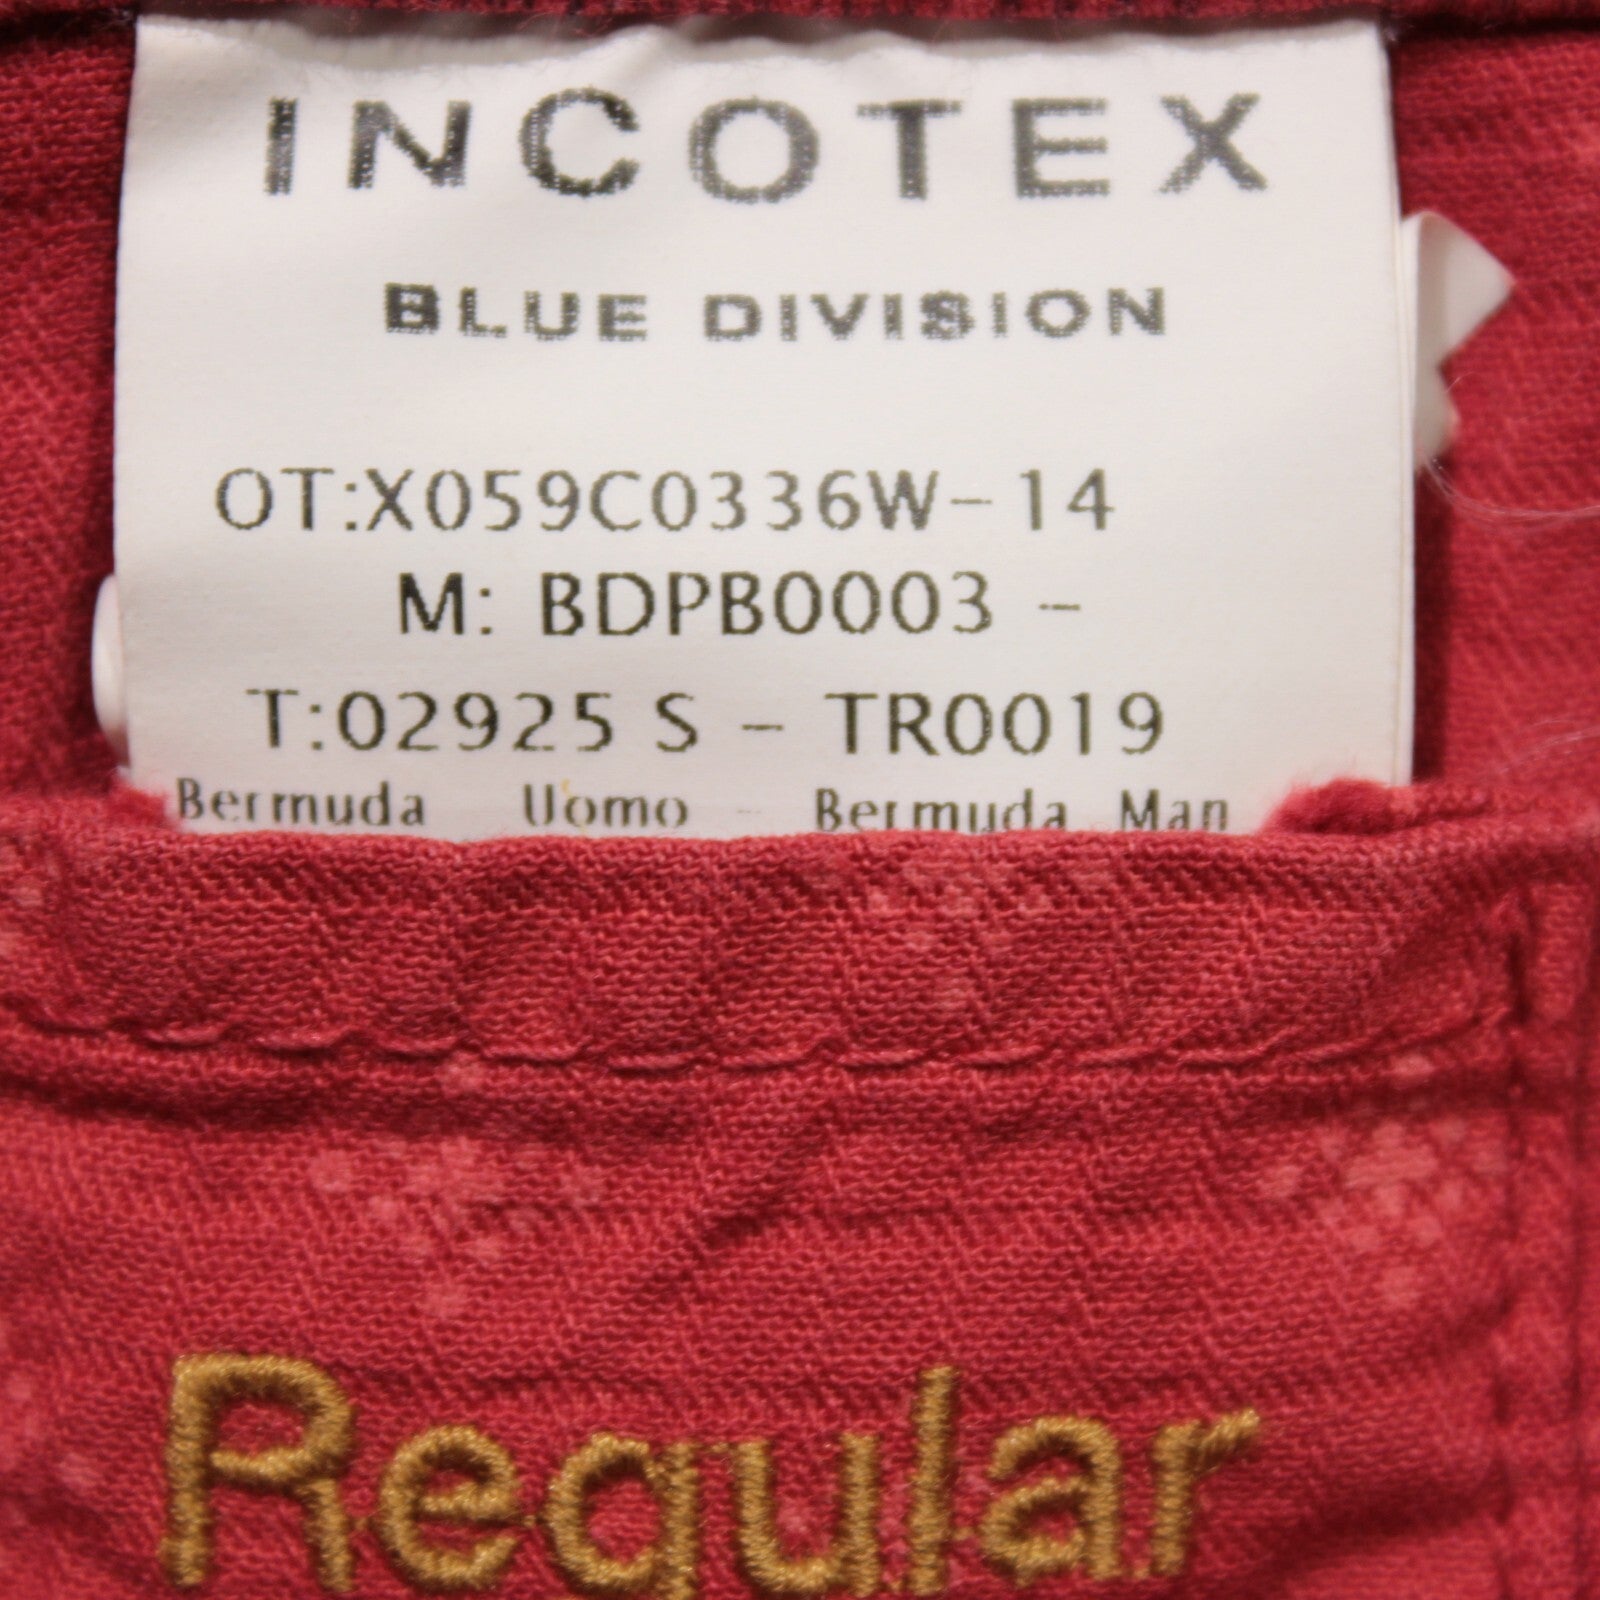 INCOTEX
BLUE DIVISION
OT:X059C0336W-14
M: BDPB0003 -
T:02925 S - TR0019
Bermuda Uomo - Bermuda Man
Regular